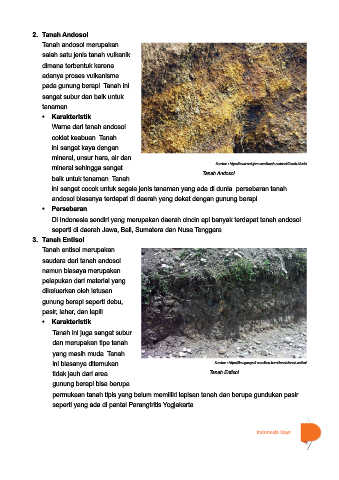 2. Tanah Andosol
Tanah andosol merupakan
salah satu jenis tanah vulkanik
dimana terbentuk karena
adanya proses vulkanisme
pada gunung berapi Tanah ini
sangat subur dan baik untuk
tanaman
• Karakteristik
Warna dari tanah andosol
coklat keabuan Tanah
ini sangat kaya dengan
mineral, unsur hara, air dan
mineral sehingga sangat
baik untuk tanaman Tanah
Tanah Andosol
ini sangat cocok untuk segala jenis tanaman yang ada di dunia persebaran tanah
andosol biasanya terdapat di daerah yang dekat dengan gunung berapi
• Persebaran
Di Indonesia sendiri yang merupakan daerah cincin api banyak terdapat tanah andosol
seperti di daerah Jawa, Bali, Sumatera dan Nusa Tenggara
3. Tanah Entisol
Tanah entisol merupakan
saudara dari tanah andosol
namun biasaya merupakan
pelapukan dari material yang
dikeluarkan oleh letusan
gunung berapi seperti debu,
pasir, lahar, dan lapili
• Karakteristik
Tanah ini juga sangat subur
dan merupakan tipe tanah
yang masih muda Tanah
ini biasanya ditemukan
tidak jauh dari area
gunung berapi bisa berupa
Tanah Entisol
permukaan tanah tipis yang belum memiliki lapisan tanah dan berupa gundukan pasir
seperti yang ada di pantai Parangtritis Yogjakarta
7